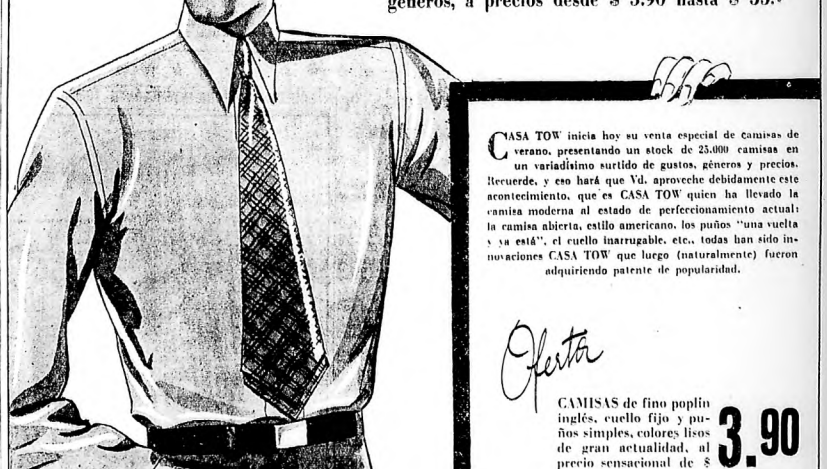 géneros, a precios desde $ 3.90 hasta $ 35.-
CASA TOW inicia hoy su venta especial de camisas de
verano, presentando un stock de 25.000 camisas en
un variadísimo surtido de gustos, géneros y precios.
Recuerde, y eso hará que Vd. aproveche debidamente este
acontecimiento, que es CASA TOW quien ha llevado la
camisa moderna al estado de perfeccionamiento actual:
la camisa abierta, estilo americano, los puños "una vuelta
y ya está", el cuello inarrugable, etc., todas han sido in-
novaciones CASA TOW que luego (naturalmente) fueron
adquiriendo patente de popularidad.
Oferta
CAMISAS de fino poplin
inglés, cuello fijo y pu-
ños simples, colores lisos
de gran actualidad, al
precio sensacional de $ 3.90